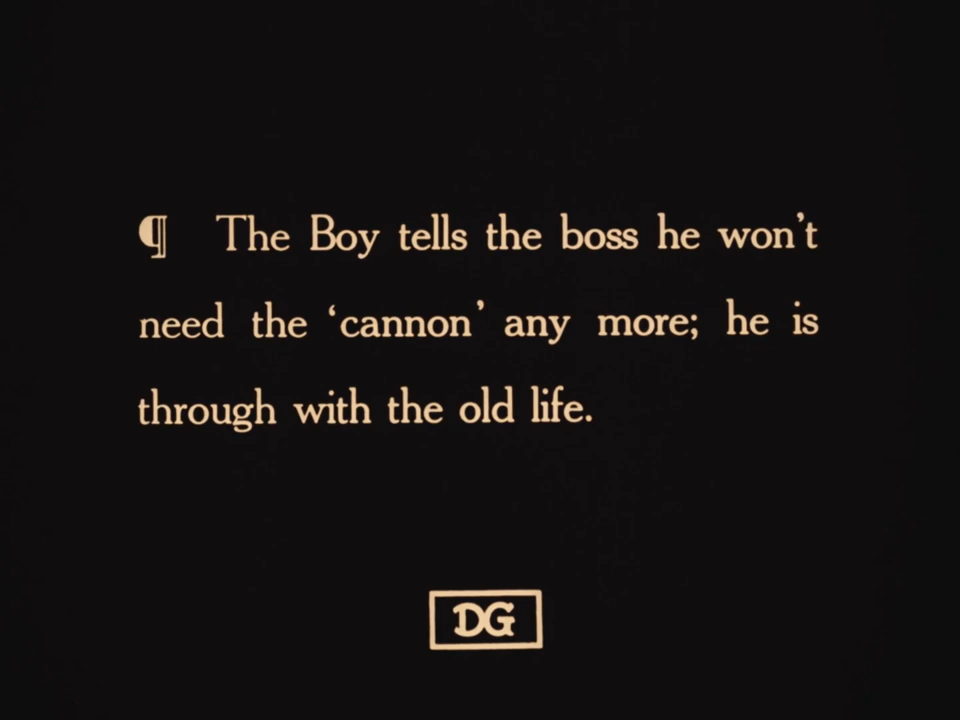 ¶ The Boy tells the boss he won't
need the 'cannon' any more; he is
through with the old life.
DG